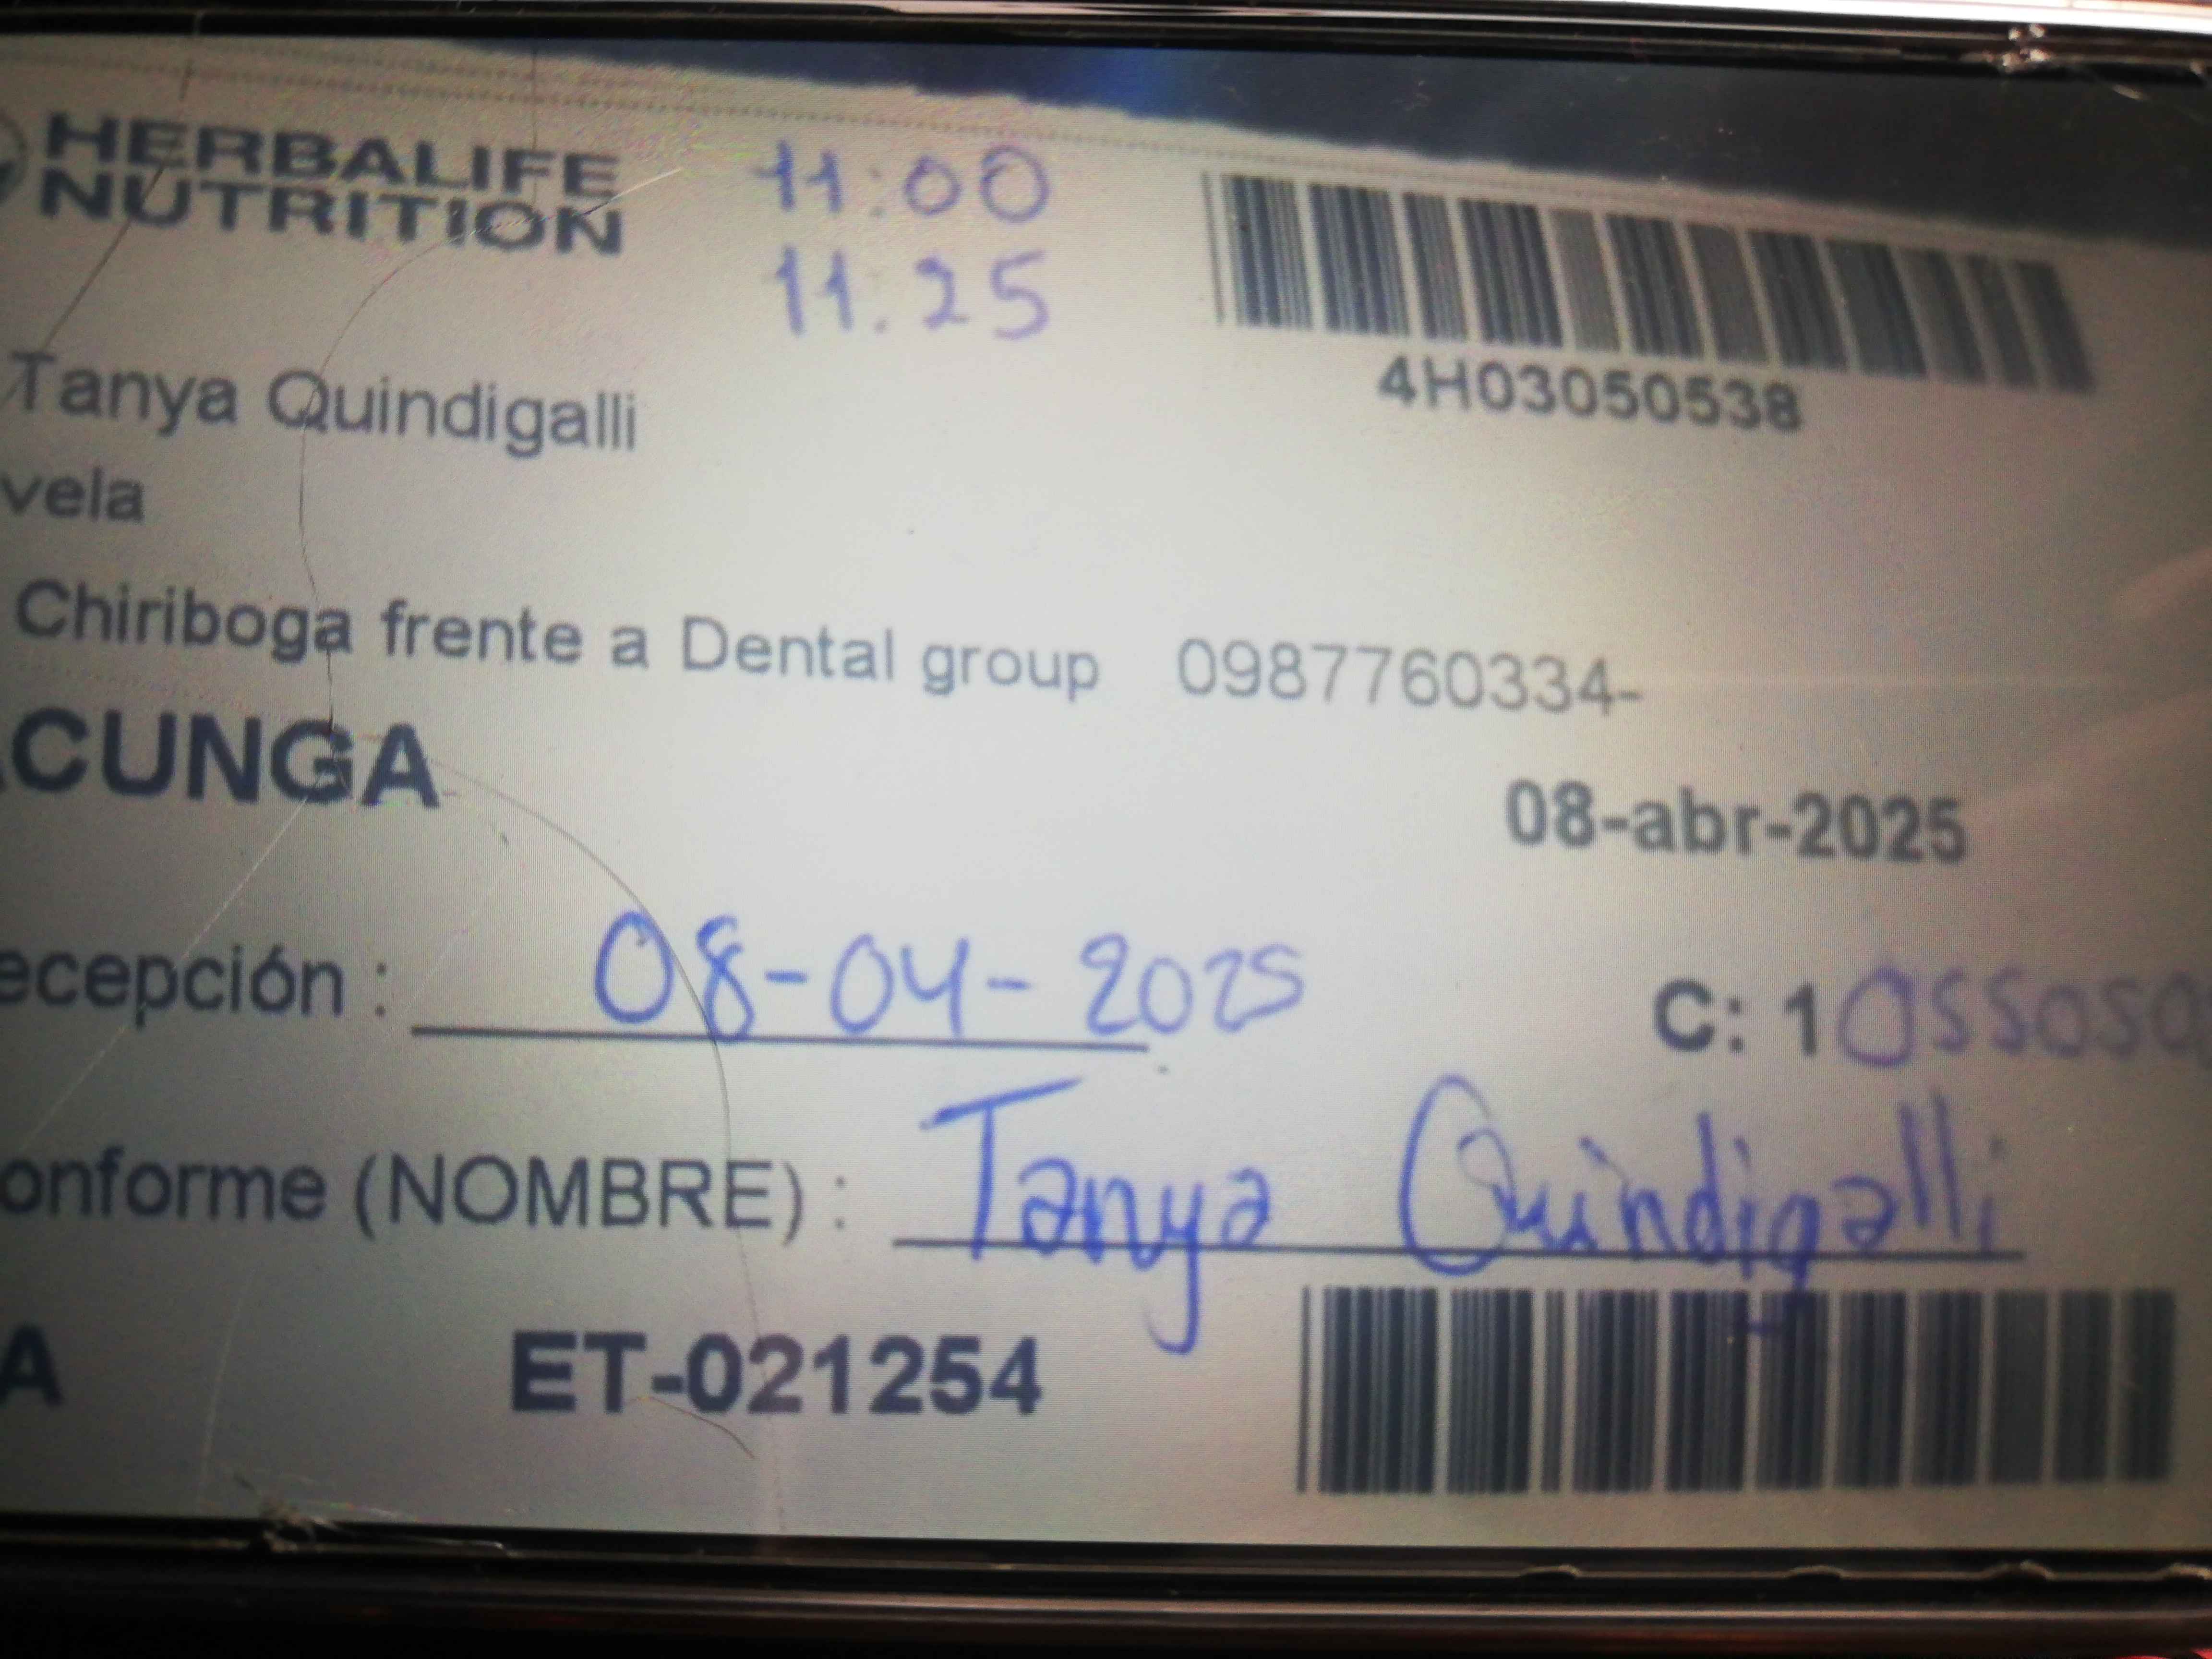 HERBALIFE
NUTRITION
11:00
11:25
4H03050538
Tanya Quindigalli
vela
Chiriboga frente a Dental group 0987760334-
ACUNGA
08-abr-2025
ecepción : 08-04-2025
C: 1
onforme (NOMBRE) : Tanya Quindigalli
A
ET-021254